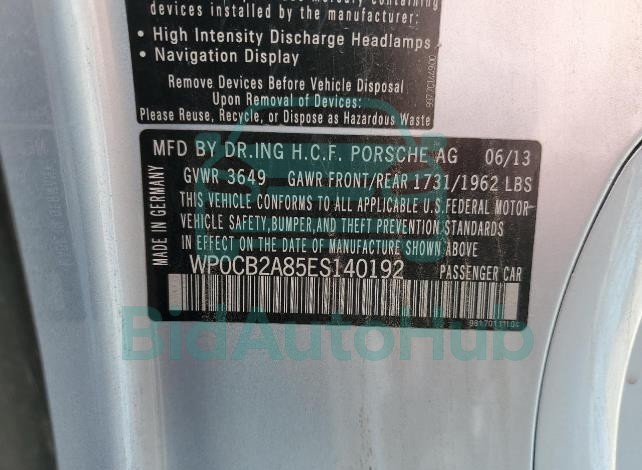 devices installed by the manufacturer.
• High Intensity Discharge Headlamps
• Navigation Display
Remove Devices Before Vehicle Disposal
Upon Removal of Devices:
Please Reuse, Recycle, or Dispose as Hazardous Waste
MFD BY DR.ING H.C.F. PORSCHE AG 06/13
GVWR 3649 GAWR FRONT/REAR 1731/1962 LBS
THIS VEHICLE CONFORMS TO ALL APPLICABLE U.S.FEDERAL MOTOR
VEHICLE SAFETY,BUMPER,AND THEFT PREVENTION STANDARDS
IN EFFECT ON THE DATE OF MANUFACTURE SHOWN ABOVE.
MADE IN GERMANY
WP0CB2A85ES140192 PASSENGER CAR
BidAutoHub